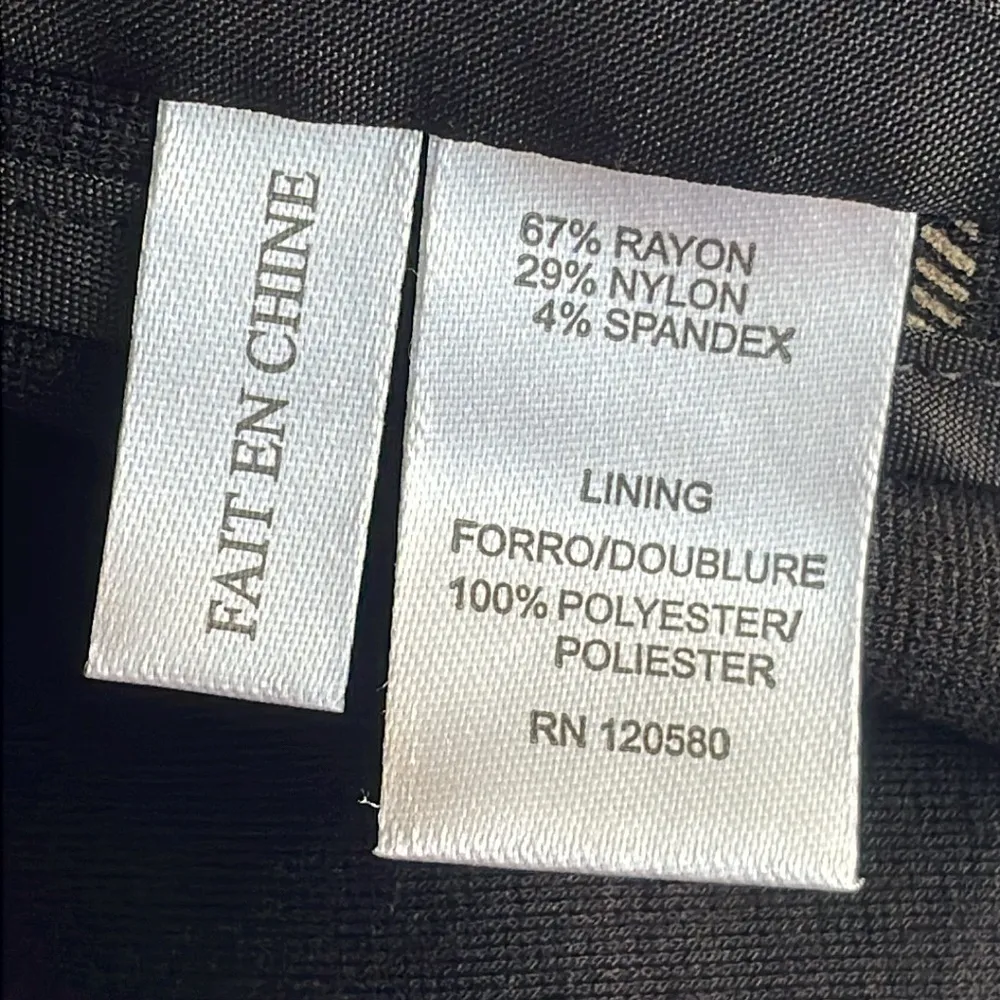 FAIT EN CHINE
67% RAYON
29% NYLON
4% SPANDEX
LINING
FORRO/DOUBLURE
100% POLYESTER/
POLIESTER
RN 120580